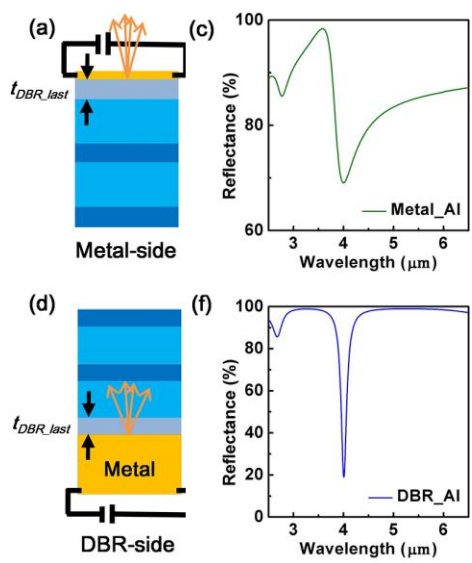 (a)
t_DBR_last
Metal-side
(c)
Reflectance (%)
100
80
60
Metal_Al
3 4 5 6
Wavelength (μm)
(d)
t_DBR_last
Metal
DBR-side
(f)
Reflectance (%)
100
80
60
40
20
0
DBR_Al
3 4 5 6
Wavelength (μm)